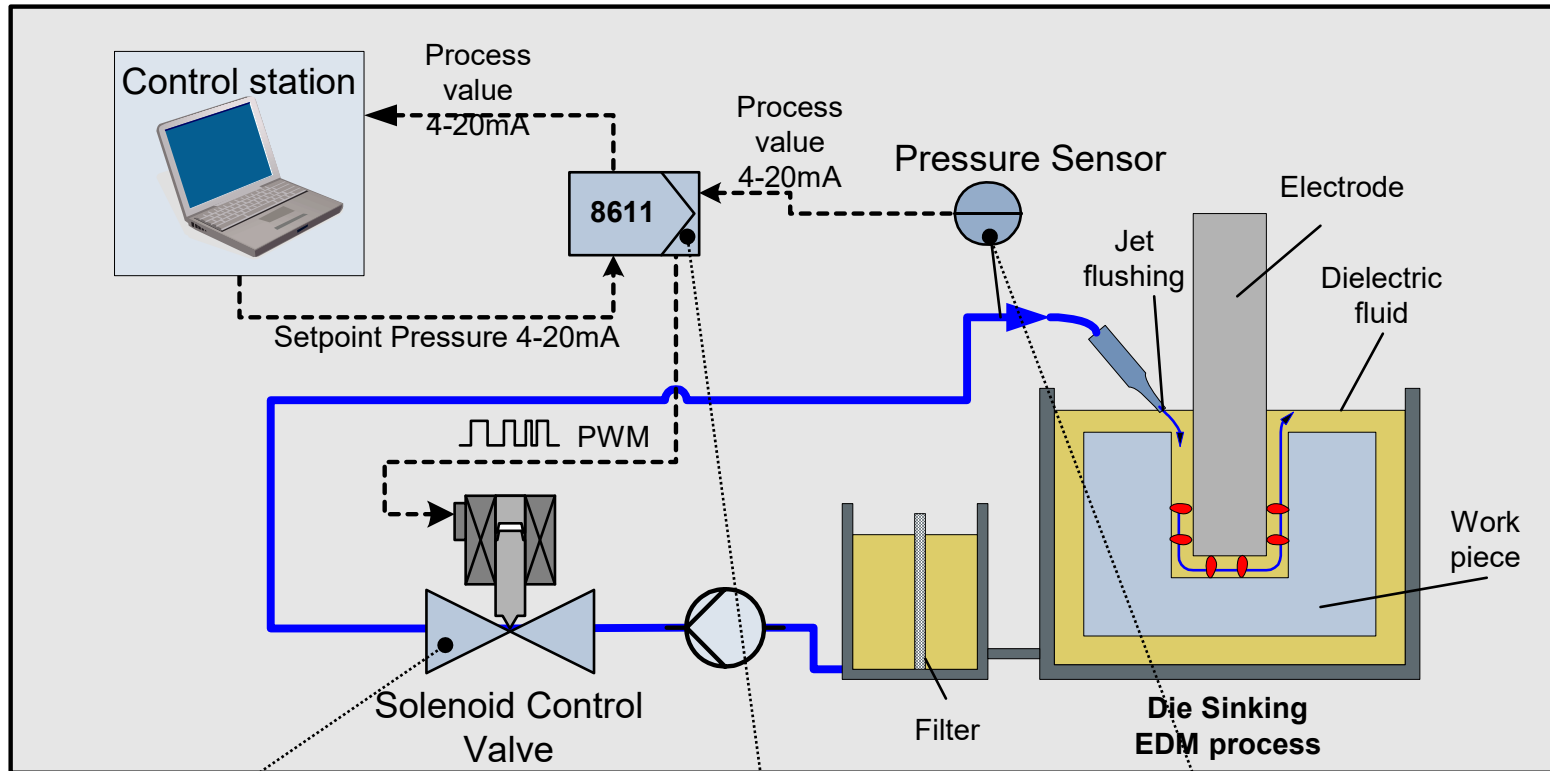 Control station
Process
value
4-20mA
Process
value
4-20mA
Pressure Sensor
8611
Electrode
Jet
flushing
Dielectric
fluid
Setpoint Pressure 4-20mA
PWM
Work
piece
Solenoid Control
Valve
Filter
Die Sinking
EDM process